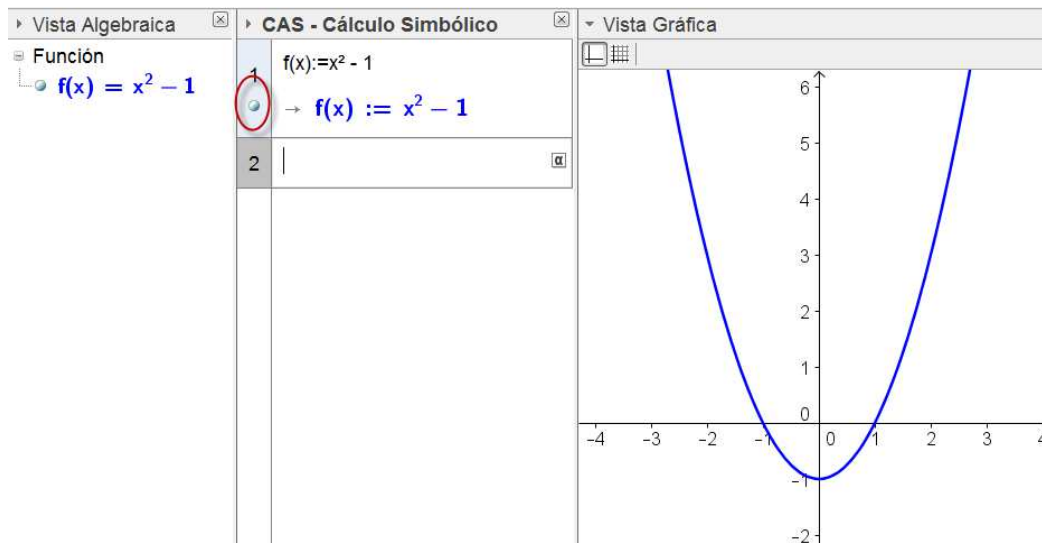 Vista Algebraica
Función
f(x) = x² − 1
CAS - Cálculo Simbólico
1
f(x):=x² - 1
→ f(x) := x² − 1
2
α
Vista Gráfica
6
5
4
3
2
1
0
-4 -3 -2 -1 0 1 2 3 4
-1
-2